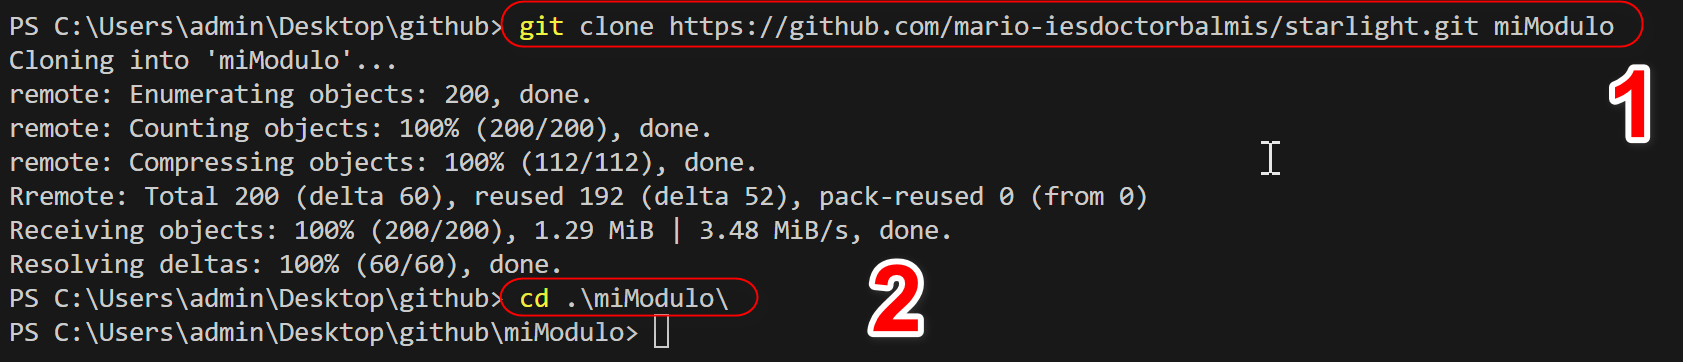 PS C:\Users\admin\Desktop\github> git clone https://github.com/mario-iesdoctorbalmis/starlight.git miModulo
Cloning into 'miModulo'...
1
remote: Enumerating objects: 200, done.
remote: Counting objects: 100% (200/200), done.
remote: Compressing objects: 100% (112/112), done.
Rremote: Total 200 (delta 60), reused 192 (delta 52), pack-reused 0 (from 0)
Receiving objects: 100% (200/200), 1.29 MiB | 3.48 MiB/s, done.
Resolving deltas: 100% (60/60), done.
PS C:\Users\admin\Desktop\github> cd .\miModulo\
2
PS C:\Users\admin\Desktop\github\miModulo>